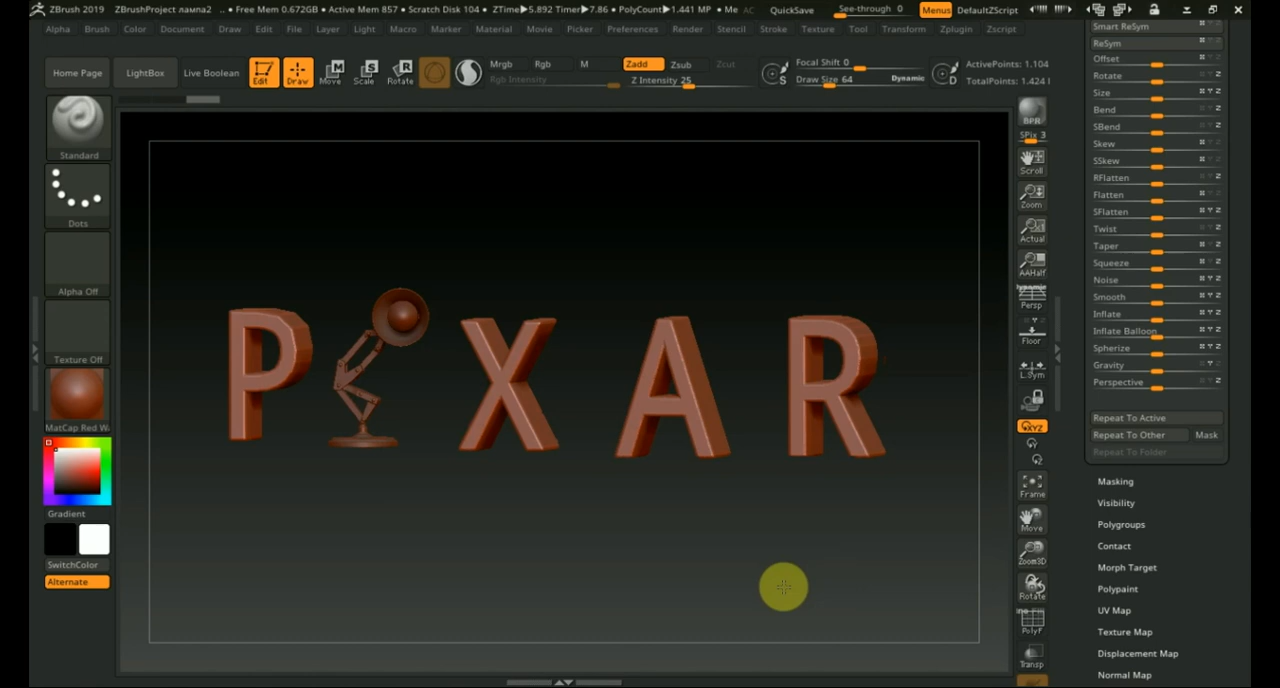 ZBrush 2019 ZBrushProject лампа2 .. • Free Mem 0.672GB • Active Mem 857 • Scratch Disk 104 • ZTime▶5.892 Timer▶7.86 • PolyCount▶1.441 MP • Me AC QuickSave See-through 0 Menus DefaultZScript
Alpha Brush Color Document Draw Edit File Layer Light Macro Marker Material Movie Picker Preferences Render Stencil Stroke Texture Tool Transform Zplugin Zscript
Home Page LightBox Live Boolean Edit Draw Move Scale Rotate
Mrgb Rgb M Zadd Zsub Zcut
Rgb Intensity Z Intensity 25
S Focal Shift 0
Draw Size 64 Dynamic
D ActivePoints: 1.104
TotalPoints: 1.424
Standard
Dots
Alpha Off
Texture Off
MatCap Red W
Gradient
SwitchColor
Alternate
P XAR
BPR
SPix 3
Scroll
Zoom
Actual
AAHalf
Dynamic
Persp
Floor
L.Sym
XYZ
Frame
Move
Zoom3D
Rotate
PolyF
Transp
Smart ReSym
ReSym
Offset
Rotate
Size
Bend
SBend
Skew
SSkew
RFlatten
Flatten
SFlatten
Twist
Taper
Squeeze
Noise
Smooth
Inflate
Inflate Balloon
Spherize
Gravity
Perspective
Repeat To Active
Repeat To Other Mask
Repeat To Folder
Masking
Visibility
Polygroups
Contact
Morph Target
Polypaint
UV Map
Texture Map
Displacement Map
Normal Map